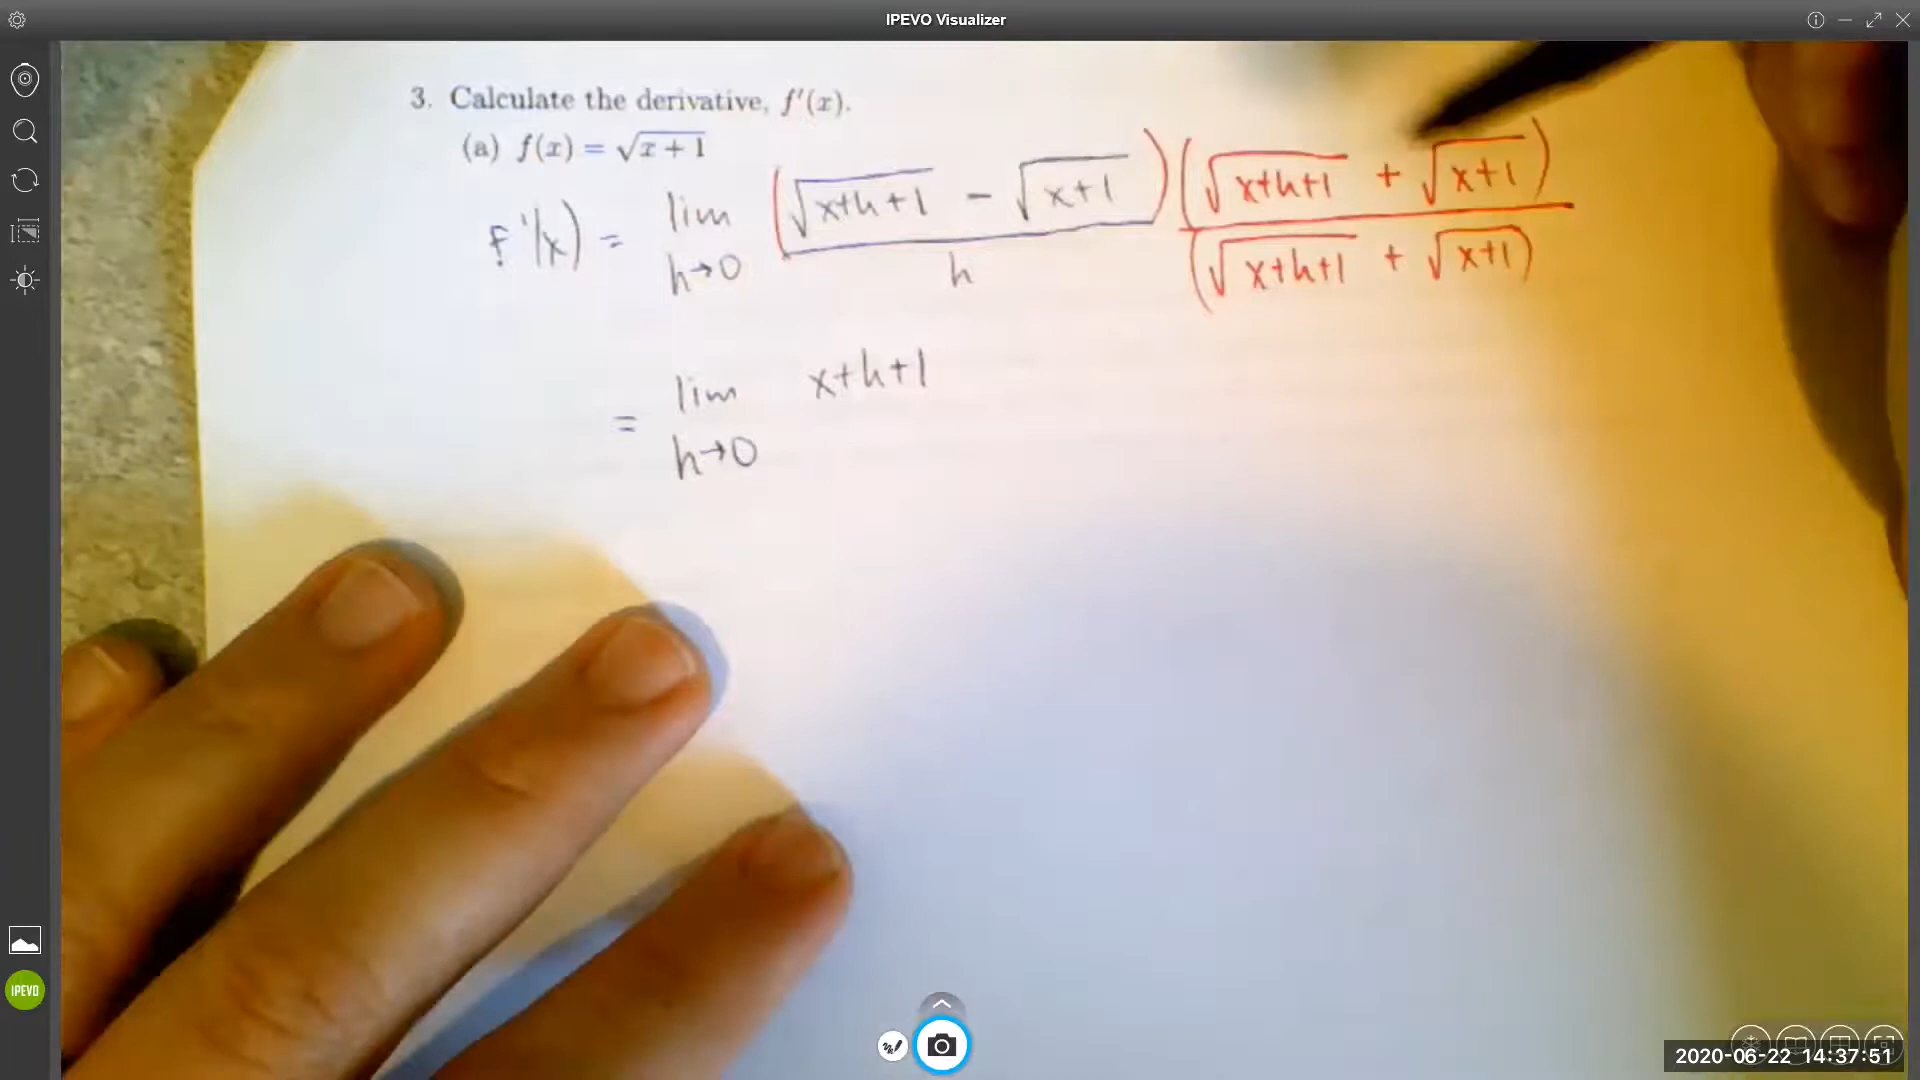 IPEVO Visualizer
3. Calculate the derivative, f'(x).
(a) f(x) = √(x + 1)
f'(x) = lim h→0 (√(x+h+1) - √(x+1)) / h (√(x+h+1) + √(x+1)) / (√(x+h+1) + √(x+1))
= lim h→0 x+h+1
IPEVO
2020-06-22 14:37:51